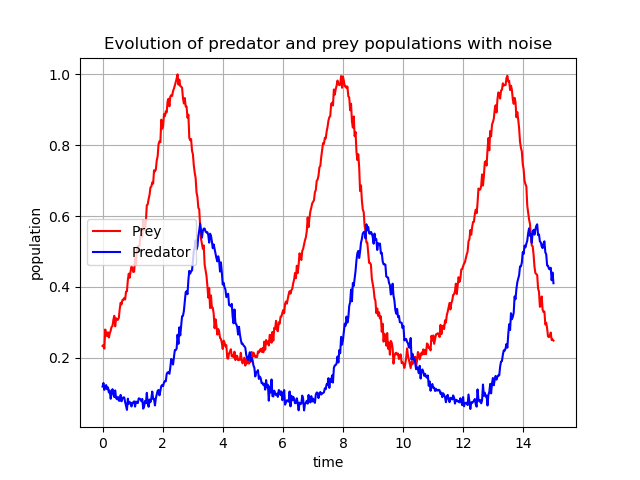 Evolution of predator and prey populations with noise
1.0
0.8
0.6
0.4
0.2
population
Prey
Predator
0 2 4 6 8 10 12 14
time